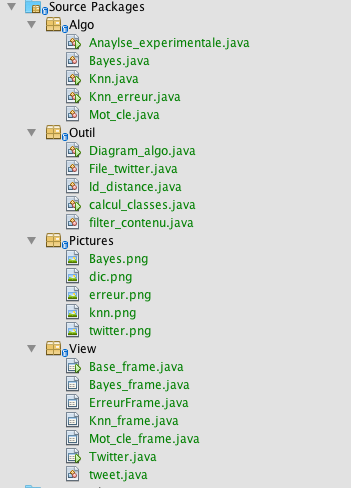 Source Packages
Algo
Anaylse_experimentale.java
Bayes.java
Knn.java
Knn_erreur.java
Mot_cle.java
Outil
Diagram_algo.java
File_twitter.java
Id_distance.java
calcul_classes.java
filter_contenu.java
Pictures
Bayes.png
dic.png
erreur.png
knn.png
twitter.png
View
Base_frame.java
Bayes_frame.java
ErreurFrame.java
Knn_frame.java
Mot_cle_frame.java
Twitter.java
tweet.java